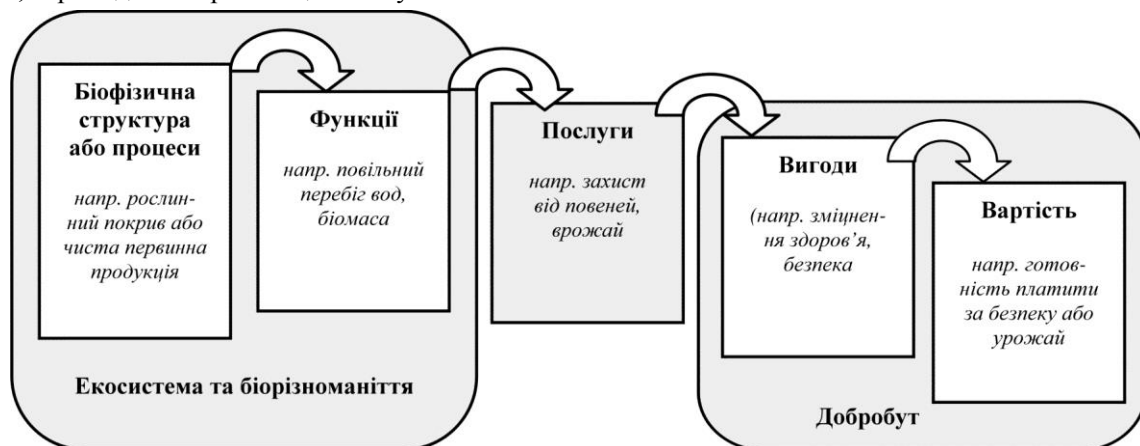 Біофізична
структура
або процеси
напр. рослин-
ний покрив або
чиста первинна
продукція
Функції
напр. повільний
перебіг вод,
біомаса
Екосистема та біорізноманіття
Послуги
напр. захист
від повеней,
врожай
Вигоди
(напр. зміцнен-
ня здоров’я,
безпека
Вартість
напр. готов-
ність платити
за безпеку або
урожай
Добробут